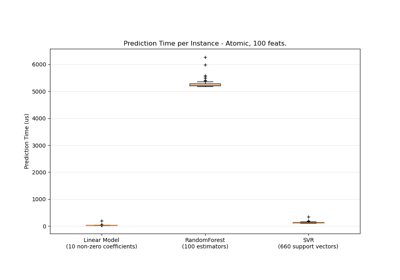 Prediction Time per Instance - Atomic, 100 feats.
6000
5000
4000
3000
2000
1000
0
Prediction Time (us)
Linear Model
(10 non-zero coefficients)
RandomForest
(100 estimators)
SVR
(660 support vectors)